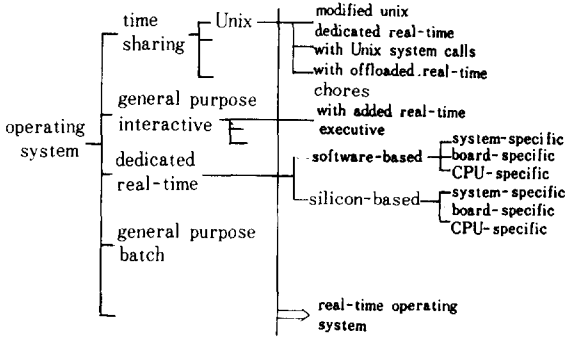 time
sharing
Unix
modified unix
dedicated real-time
with Unix system calls
with offloaded real-time
chores
general purpose
interactive
with added real-time
executive
operating
system
dedicated
real-time
software-based
system-specific
board-specific
CPU-specific
silicon-based
system-specific
board-specific
CPU-specific
general purpose
batch
real-time operating
system